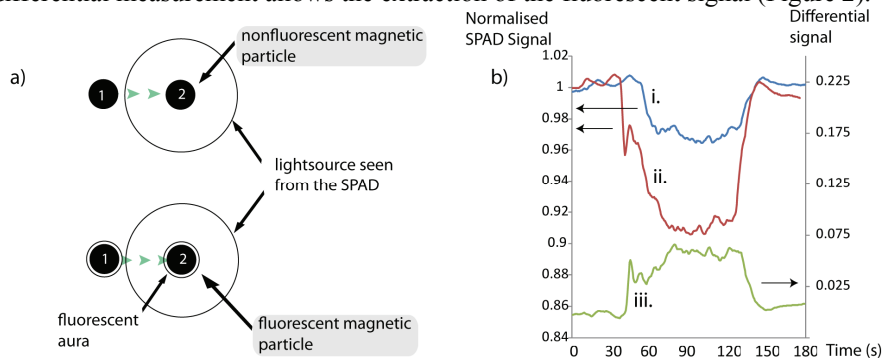 differential measurement allows the extraction of the fluorescent signal (Figure 2).
a)
nonfluorescent magnetic
particle
1
2
lightsource seen
from the SPAD
1
2
fluorescent
aura
fluorescent magnetic
particle
b)
Normalised
SPAD Signal
Differential
signal
1.02
1
0.98
0.96
0.94
0.92
0.9
0.88
0.86
0.84
0.225
0.175
0.125
0.075
0.025
i.
ii.
iii.
0 30 60 90 120 150 180 Time (s)